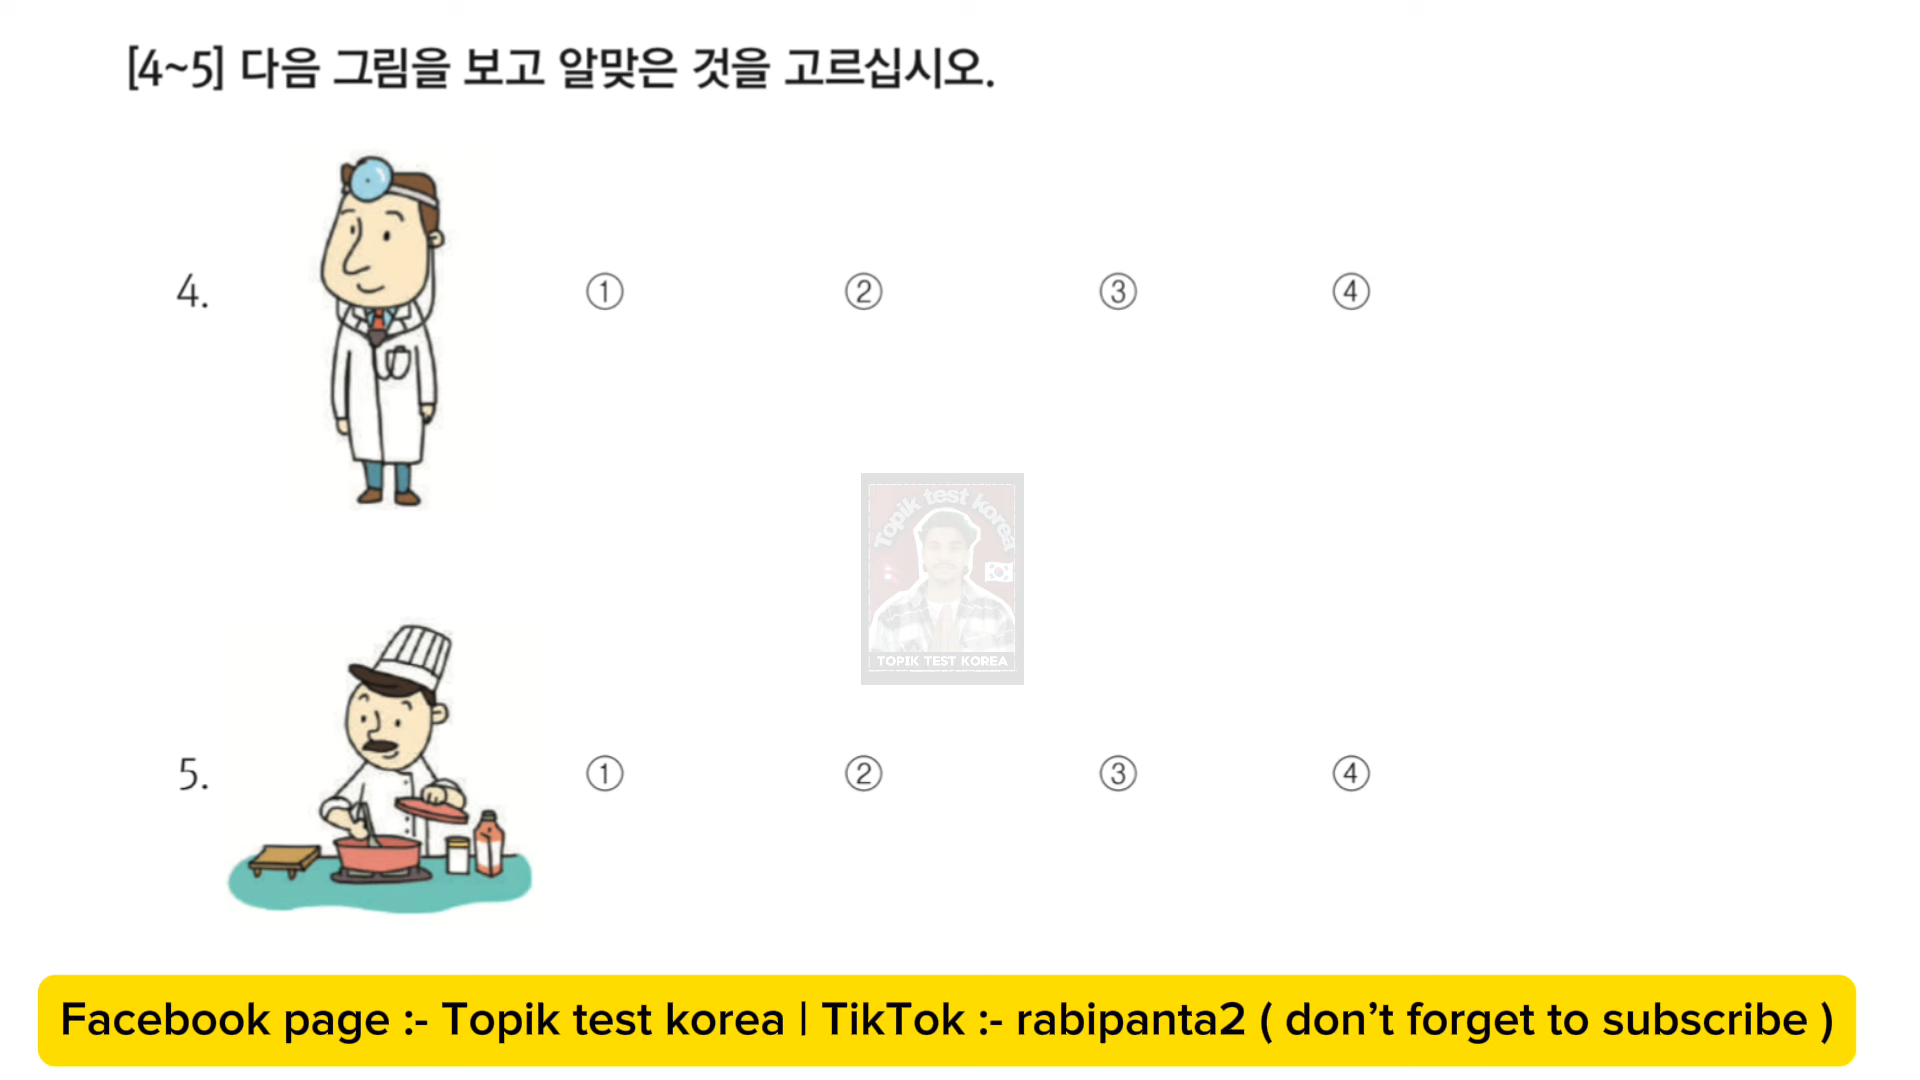 [4~5] 다음 그림을 보고 알맞은 것을 고르십시오.
4. ① ② ③ ④
Topik test korea
TOPIK TEST KOREA
5. ① ② ③ ④
Facebook page :- Topik test korea | TikTok :- rabipanta2 ( don’t forget to subscribe )